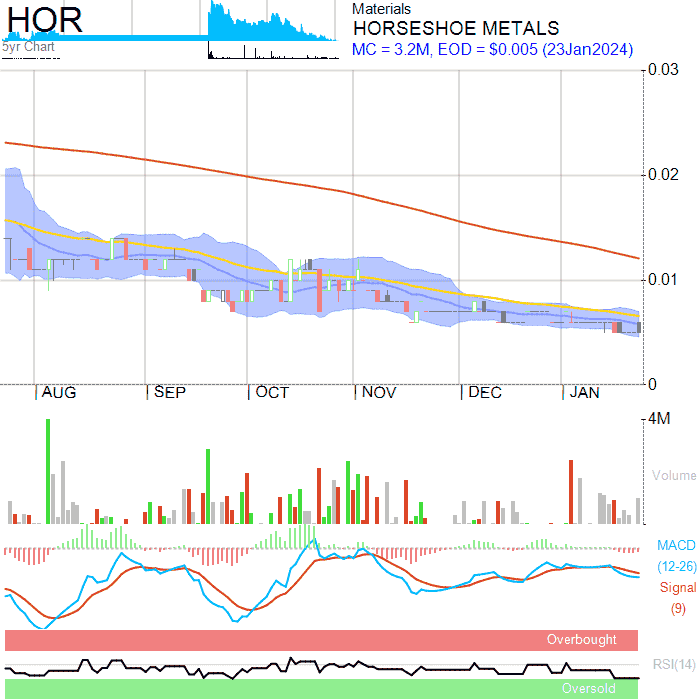 HOR
5yr Chart
Materials
HORSESHOE METALS
MC = 3.2M, EOD = $0.005 (23Jan2024)
0.03
0.02
0.01
0
AUG SEP OCT NOV DEC JAN
4M
Volume
MACD
(12-26)
Signal
(9)
Overbought
RSI(14)
Oversold